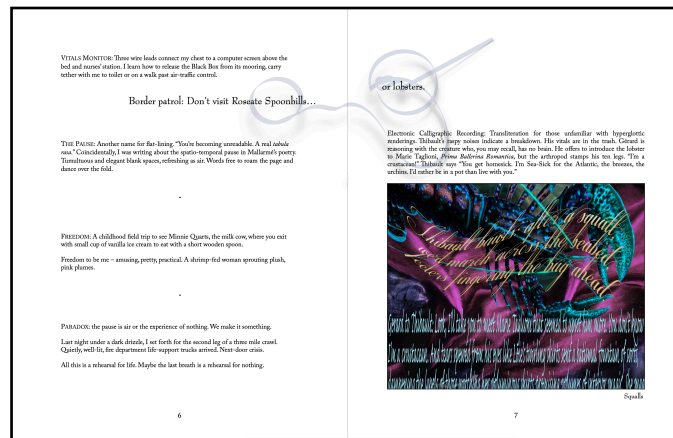 VITALS MONITOR: Three wire leads connect my chest to a computer screen above the
bed and nurses' station. I learn how to release the Black Box from its mooring, carry
tether with me to toilet or on a walk past air-traffic control.
Border patrol: Don't visit Roseate Spoonbills…
THE PAUSE: Another name for flat-lining. "You're becoming unreadable. A real tabula
rasa." Coincidentally, I was writing about the spatio-temporal pause in Mallarmé's poetry.
Tumultuous and elegant blank spaces, refreshing as air. Words free to roam the page and
dance over the fold.
FREEDOM: A childhood field trip to see Minnie Quarts, the milk cow, where you exit
with small cup of vanilla ice cream to eat with a short wooden spoon.
Freedom to be me – amusing, pretty, practical. A shrimp-fed woman sprouting plush,
pink plumes.
PARADOX: the pause is air or the experience of nothing. We make it something.
Last night under a dark drizzle, I set forth for the second leg of a three mile crawl.
Quietly, well-lit, fire department life-support trucks arrived. Next-door crisis.
All this is a rehearsal for life. Maybe the last breath is a rehearsal for nothing.
6
or lobsters.
Electronic Calligraphic Recording: Transliteration for those unfamiliar with hyperglottic
renderings. Thibault's raspy noises indicate a breakdown. His vitals are in the trash. Gérard is
reasoning with the creature who, you may recall, has no brain. He offers to introduce the lobster
to Marie Taglioni, Prima Ballerina Romantica, but the arthropod stamps his ten legs. "I'm a
crustacean!" Thibault says "You get homesick. I'm Sea-Sick for the Atlantic, the breezes, the
urchins. I'd rather be in a pot than live with you."
Thibault bawls after a squall
march across the seabed
fingering the bag ahead
Squalls
7